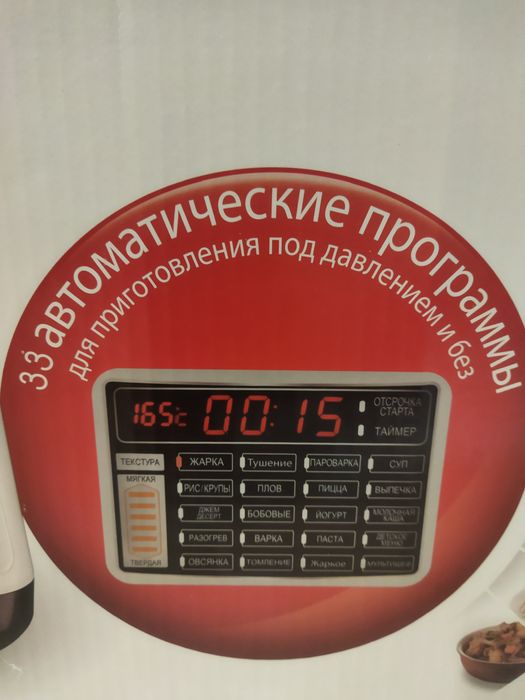 33 автоматические программы
для приготовления под давлением и без
165°C 00:15
ОТСРОЧКА
СТАРТА
ТАЙМЕР
ТЕКСТУРА
МЯГКАЯ
ТВЕРДАЯ
ЖАРКА Тушение ПАРОВАРКА СУП
РИС/КРУПЫ ПЛОВ ПИЦЦА ВЫПЕЧКА
ДЖЕМ
ДЕСЕРТ
БОБОВЫЕ ЙОГУРТ
МОЛОЧНАЯ
КАША
РАЗОГРЕВ ВАРКА ПАСТА
ДЕТСКОЕ
МЕНЮ
ОВСЯНКА ТОМЛЕНИЕ Жаркое МУЛЬТИШЕФ